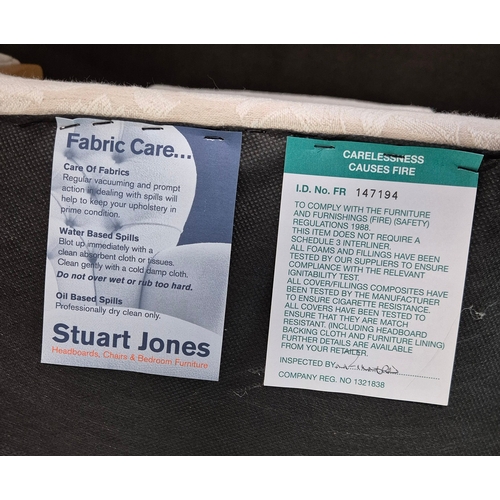 Fabric Care...
Care Of Fabrics
Regular vacuuming and prompt
action in dealing with spills will
help to keep your upholstery in
prime condition.
Water Based Spills
Blot up immediately with a
clean absorbent cloth or tissues.
Clean gently with a cold damp cloth.
Do not over wet or rub too hard.
Oil Based Spills
Professionally dry clean only.
Stuart Jones
Headboards, Chairs & Bedroom Furniture
CARELESSNESS
CAUSES FIRE
I.D. No. FR 147194
TO COMPLY WITH THE FURNITURE
AND FURNISHINGS (FIRE) (SAFETY)
REGULATIONS 1988.
THIS ITEM DOES NOT REQUIRE A
SCHEDULE 3 INTERLINER.
ALL FOAMS AND FILLINGS HAVE BEEN
TESTED BY OUR SUPPLIERS TO ENSURE
COMPLIANCE WITH THE RELEVANT
IGNITABILITY TEST.
ALL COVER/FILLINGS COMPOSITES HAVE
BEEN TESTED BY THE MANUFACTURER
TO ENSURE CIGARETTE RESISTANCE.
ALL COVERS HAVE BEEN TESTED TO
ENSURE THAT THEY ARE MATCH
RESISTANT. (INCLUDING HEADBOARD
BACKING CLOTH AND FURNITURE LINING)
FURTHER DETAILS ARE AVAILABLE
FROM YOUR RETAILER.
INSPECTED BY
COMPANY REG. NO 1321838